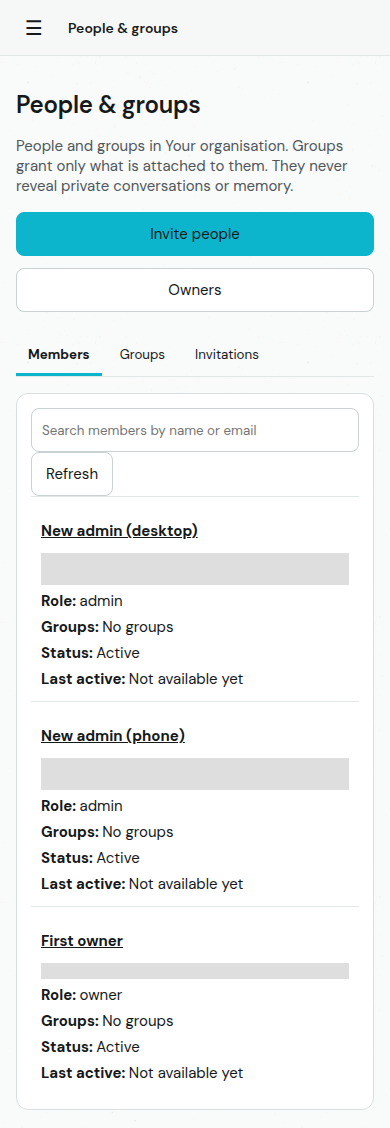 ☰ People & groups
People & groups
People and groups in Your organisation. Groups
grant only what is attached to them. They never
reveal private conversations or memory.
Invite people
Owners
Members Groups Invitations
Search members by name or email
Refresh
New admin (desktop)
Role: admin
Groups: No groups
Status: Active
Last active: Not available yet
New admin (phone)
Role: admin
Groups: No groups
Status: Active
Last active: Not available yet
First owner
Role: owner
Groups: No groups
Status: Active
Last active: Not available yet